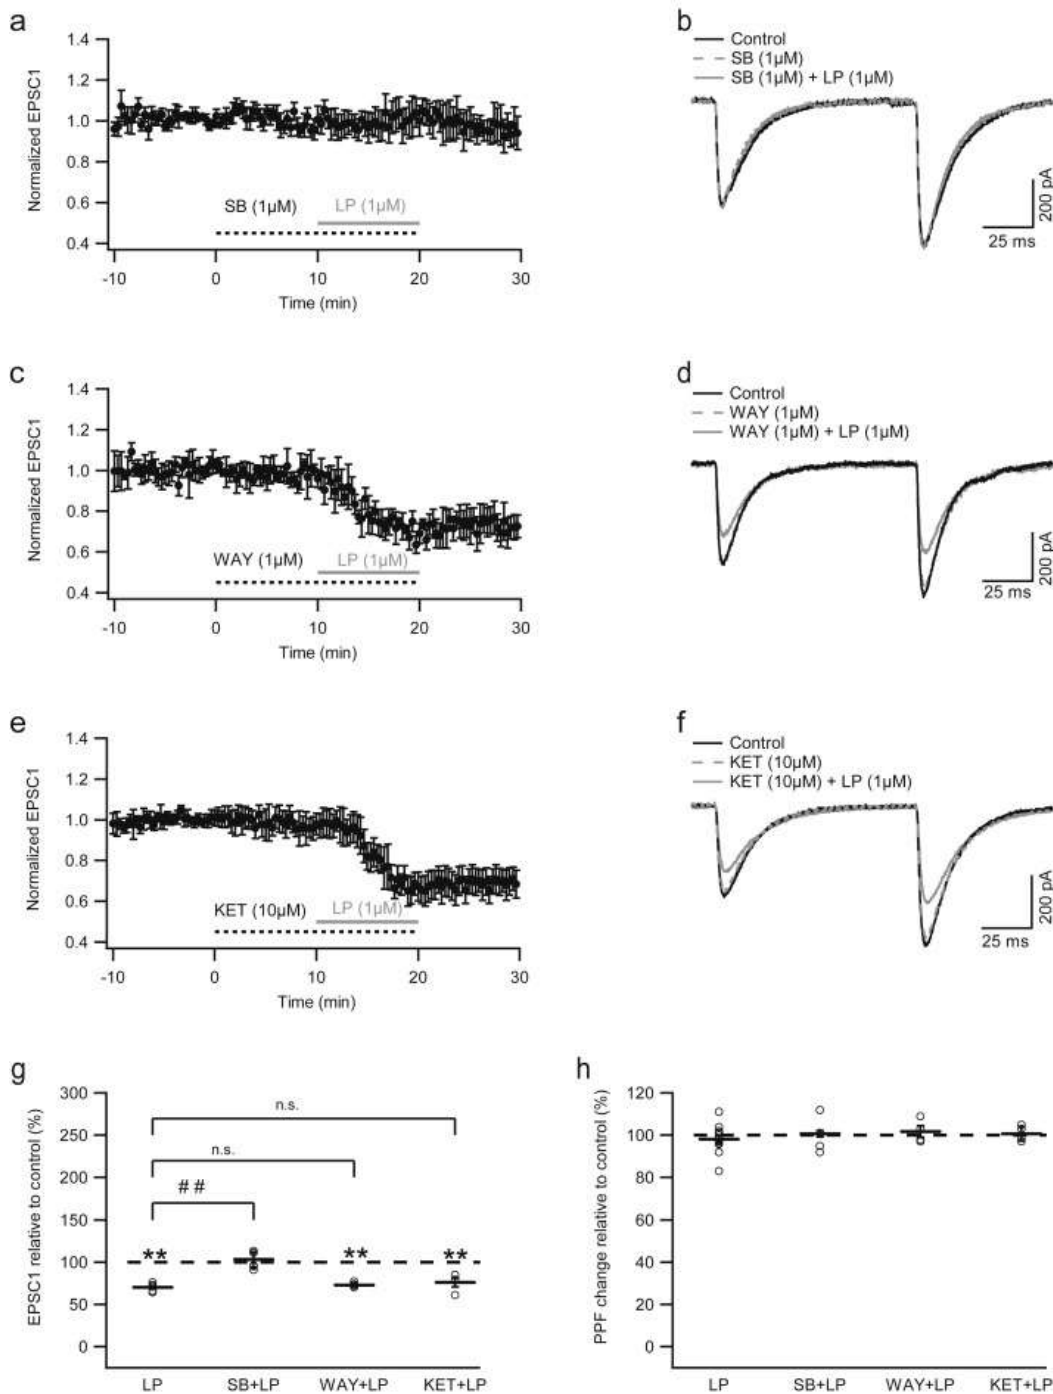 a
1.4
1.2
1.0
0.8
0.6
0.4
Normalized EPSC1
SB (1µM)
LP (1µM)
-10
0
10
20
30
Time (min)
b
Control
SB (1µM)
SB (1µM) + LP (1µM)
200 pA
25 ms
c
1.4
1.2
1.0
0.8
0.6
0.4
Normalized EPSC1
WAY (1µM)
LP (1µM)
-10
0
10
20
30
Time (min)
d
Control
WAY (1µM)
WAY (1µM) + LP (1µM)
200 pA
25 ms
e
1.4
1.2
1.0
0.8
0.6
0.4
Normalized EPSC1
KET (10µM)
LP (1µM)
-10
0
10
20
30
Time (min)
f
Control
KET (10µM)
KET (10µM) + LP (1µM)
200 pA
25 ms
g
300
250
200
150
100
50
0
EPSC1 relative to control (%)
n.s.
n.s.
# #
** ** **
LP SB+LP WAY+LP KET+LP
h
120
100
80
60
40
20
0
PPF change relative to control (%)
LP SB+LP WAY+LP KET+LP